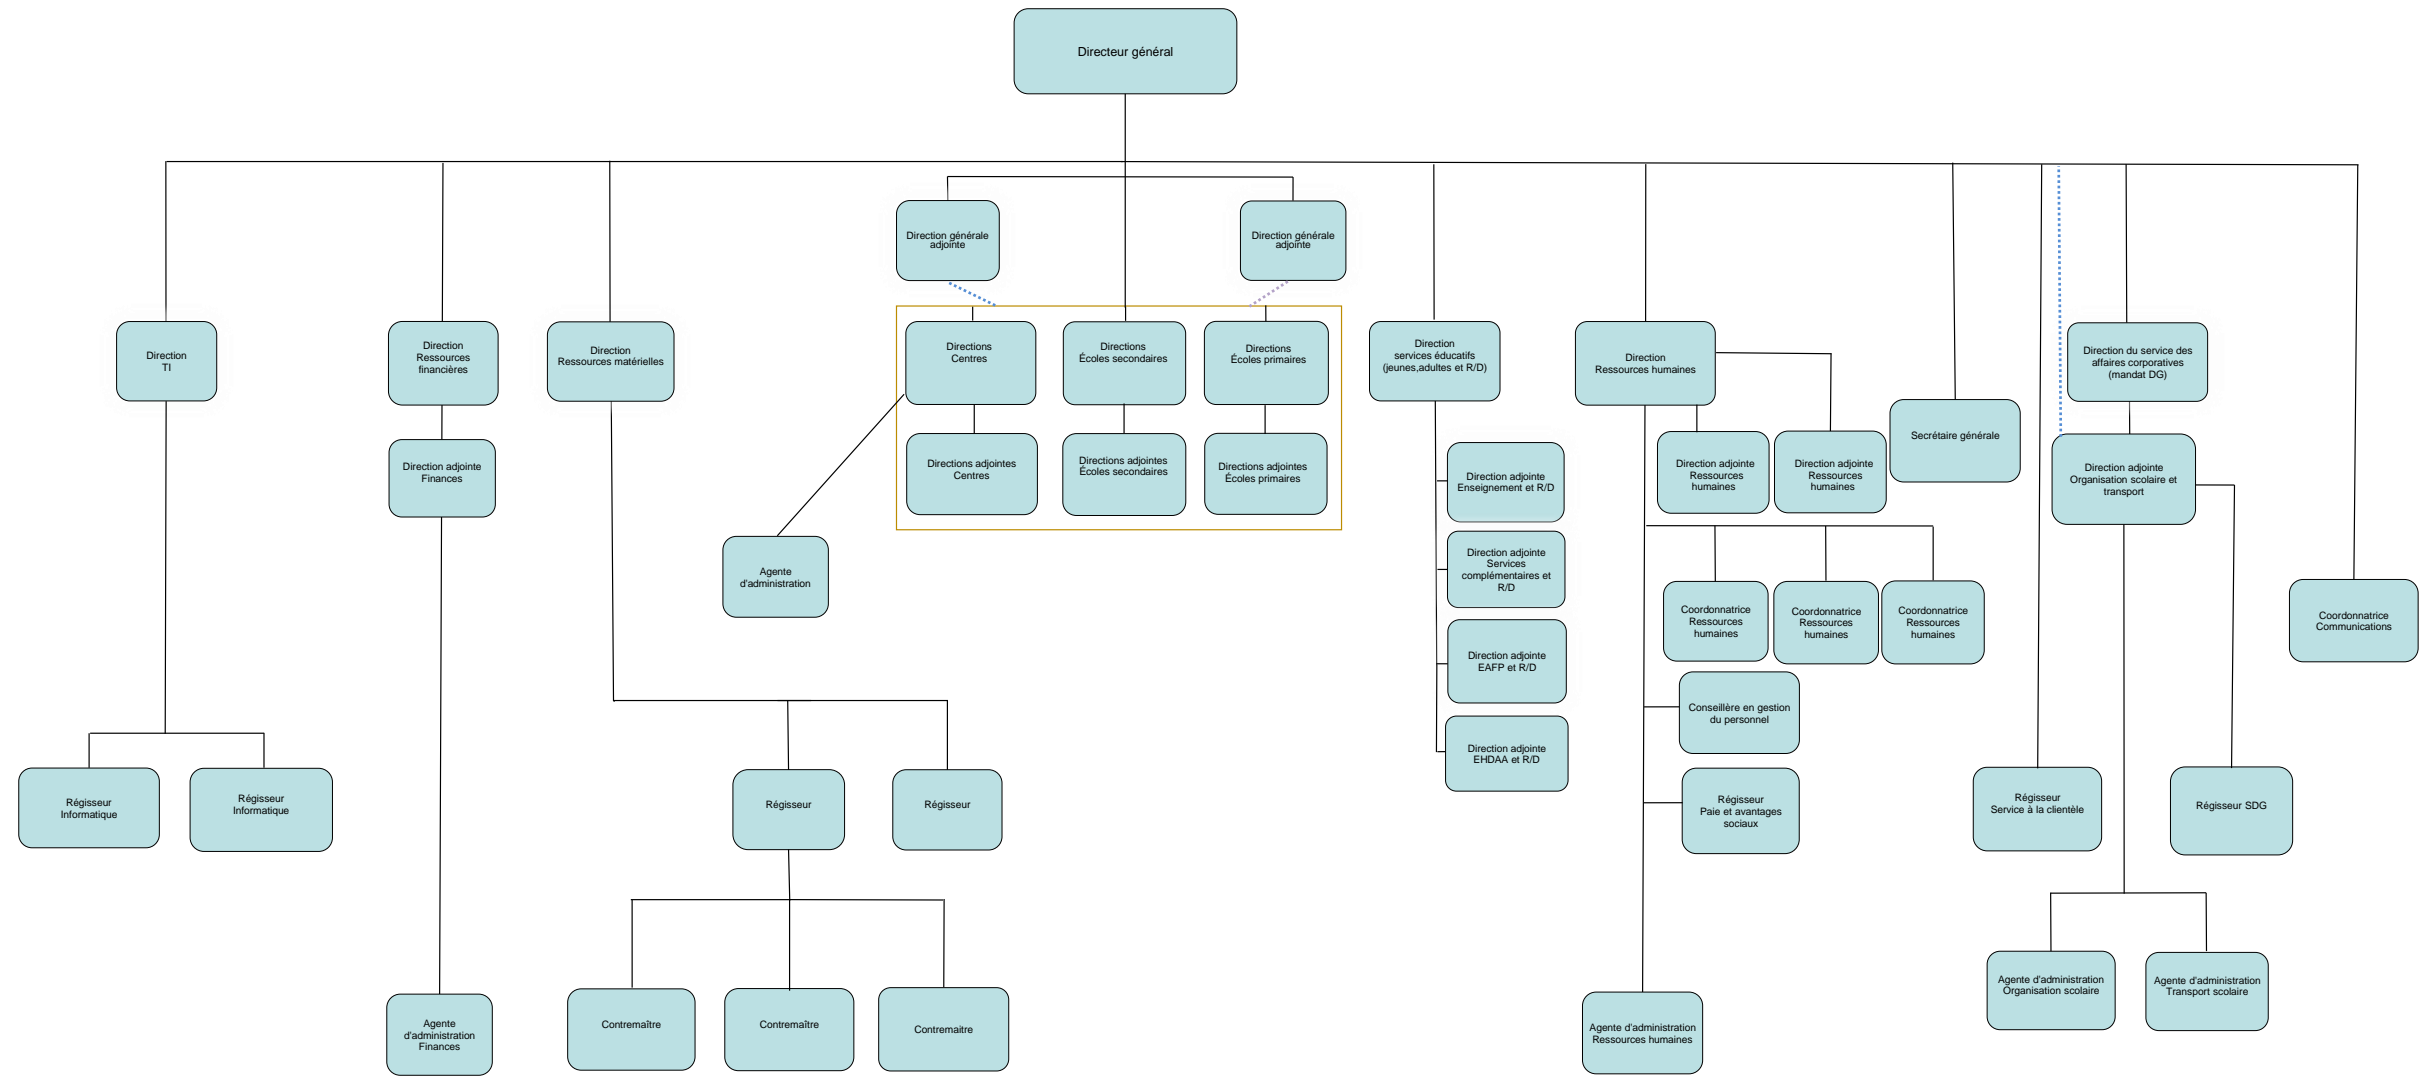 Directeur général
Direction générale
adjointe
Direction générale
adjointe
Direction
TI
Direction
Ressources
financières
Direction
Ressources matérielles
Directions
Centres
Directions
Écoles secondaires
Directions
Écoles primaires
Direction
services éducatifs
(jeunes,adultes et R/D)
Direction
Ressources humaines
Secrétaire générale
Direction du service des
affaires corporatives
(mandat DG)
Direction adjointe
Finances
Directions adjointes
Centres
Directions adjointes
Écoles secondaires
Directions adjointes
Écoles primaires
Direction adjointe
Enseignement et R/D
Direction adjointe
Ressources
humaines
Direction adjointe
Ressources
humaines
Direction adjointe
Organisation scolaire et
transport
Agente
d'administration
Direction adjointe
Services
complémentaires et
R/D
Coordonnatrice
Ressources
humaines
Coordonnatrice
Ressources
humaines
Coordonnatrice
Ressources
humaines
Coordonnatrice
Communications
Direction adjointe
EAFP et R/D
Conseillère en gestion
du personnel
Direction adjointe
EHDAA et R/D
Régisseur
Informatique
Régisseur
Informatique
Régisseur
Régisseur
Régisseur
Paie et avantages
sociaux
Régisseur
Service à la clientèle
Régisseur SDG
Agente d'administration
Organisation scolaire
Agente d'administration
Transport scolaire
Agente
d'administration
Finances
Contremaître
Contremaître
Contremaitre
Agente d'administration
Ressources humaines